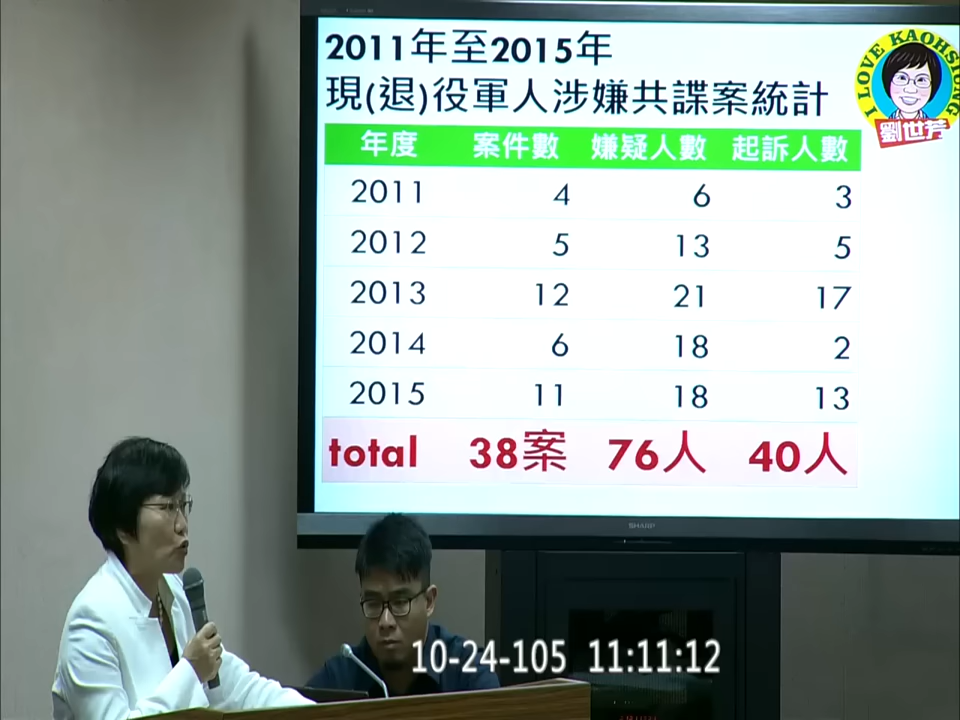 2011年至2015年
現(退)役軍人涉嫌共諜案統計
I LOVE KAOHSIUNG
劉世芳
年度 案件數 嫌疑人數 起訴人數
2011 4 6 3
2012 5 13 5
2013 12 21 17
2014 6 18 2
2015 11 18 13
total 38案 76人 40人
SHARP
10-24-105 11:11:12